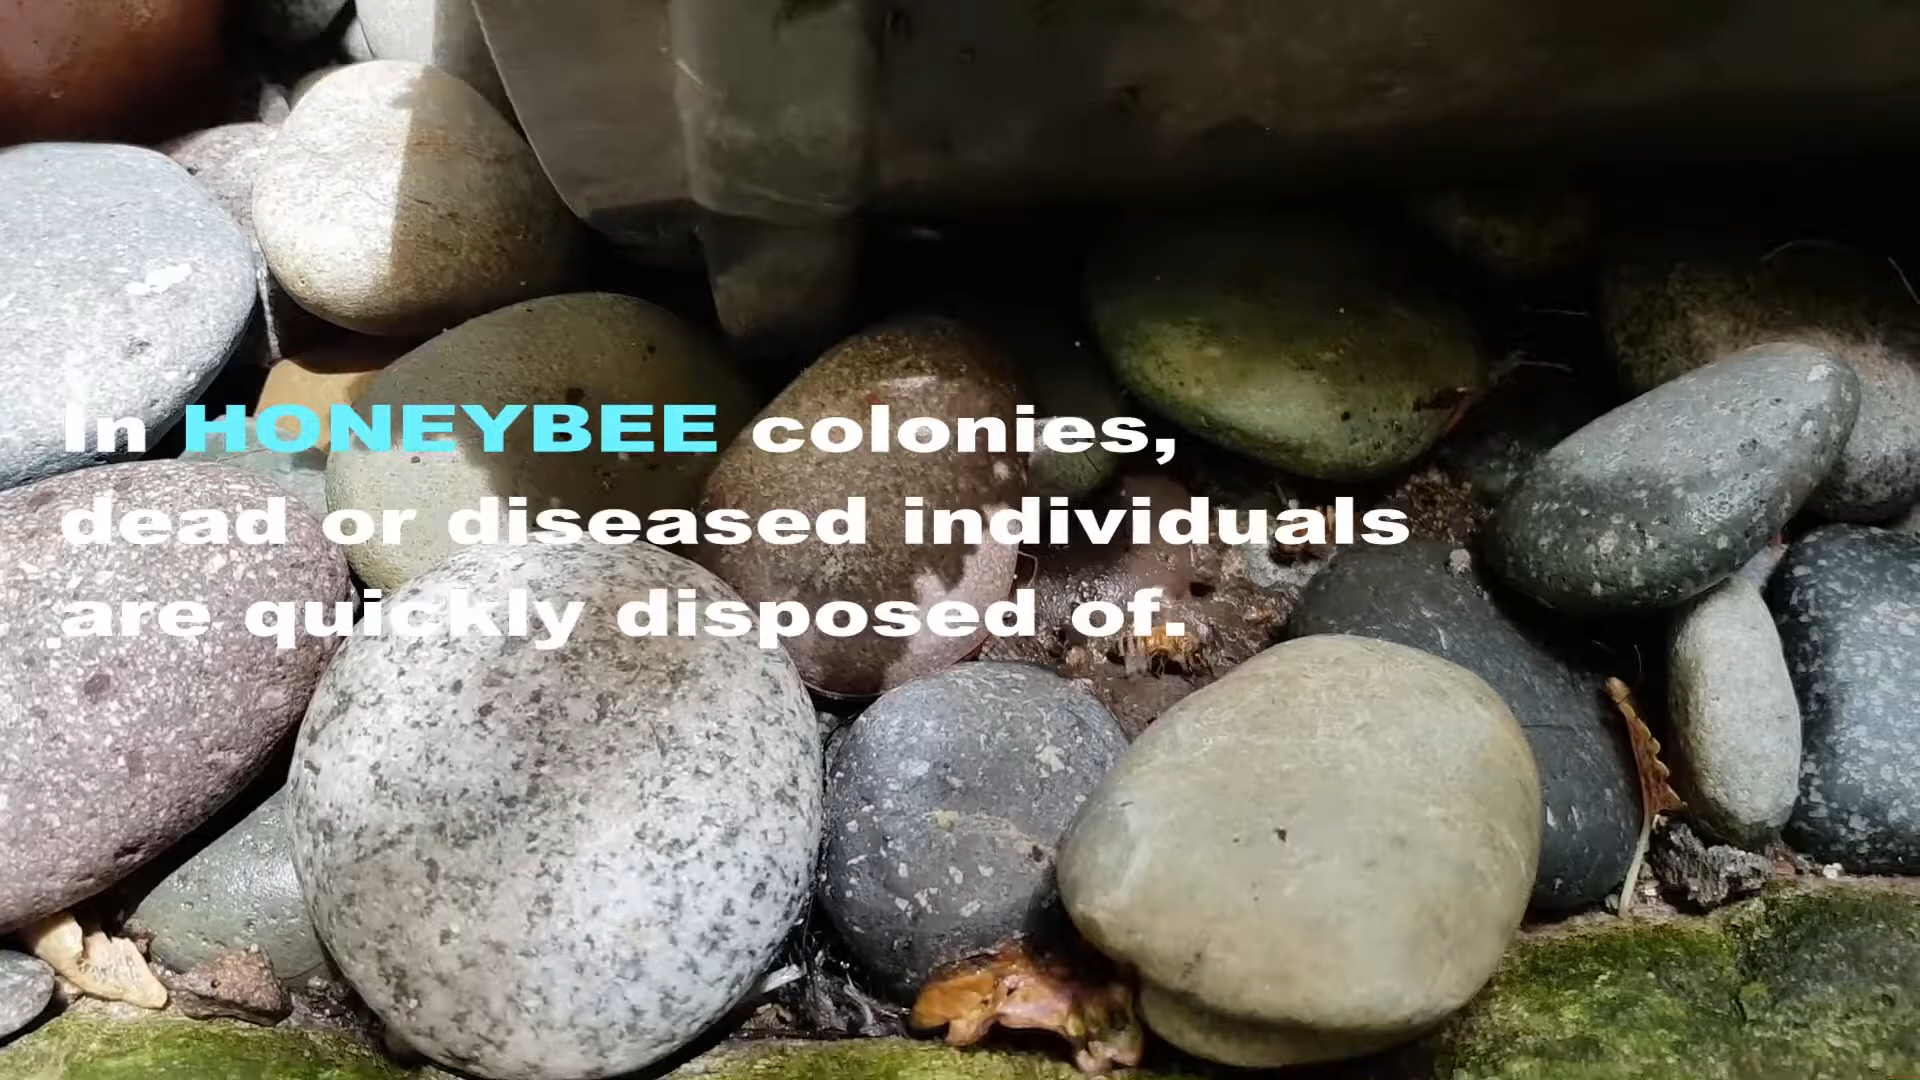 In HONEYBEE colonies,
dead or diseased individuals
are quickly disposed of.